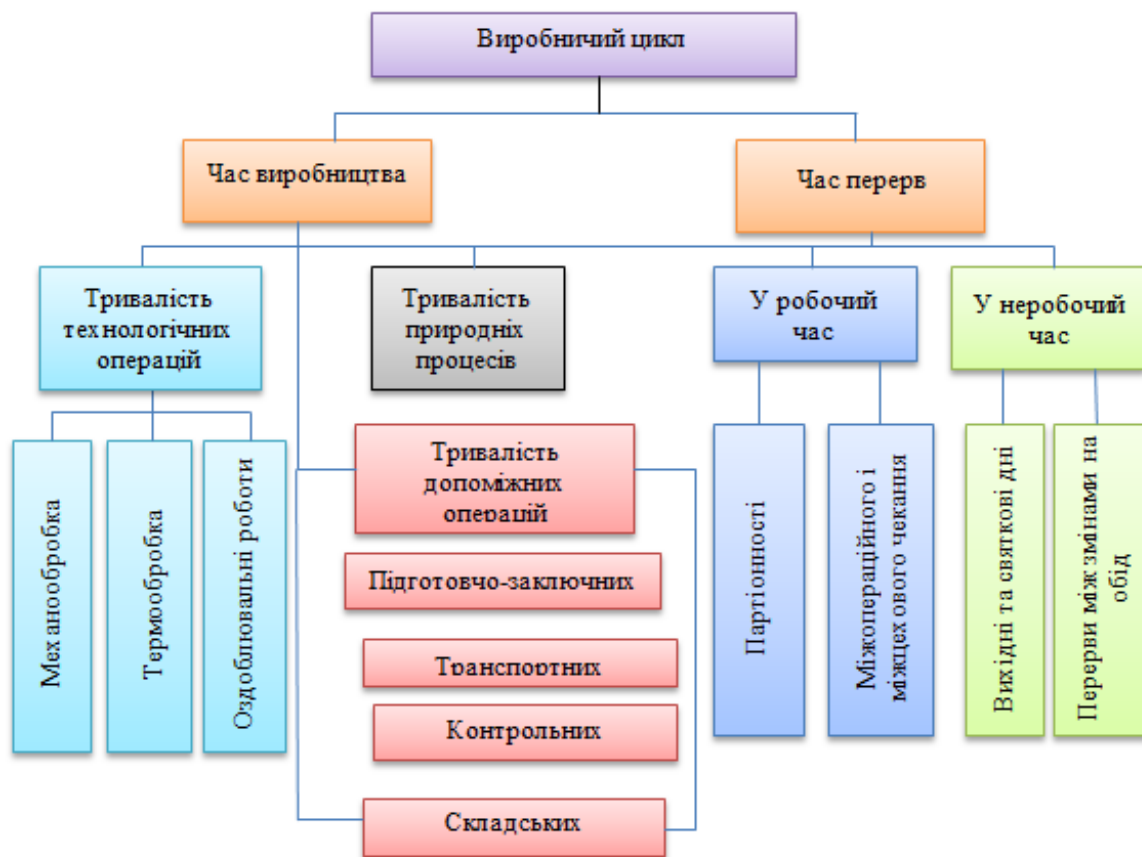 Виробничий цикл
Час виробництва
Час перерв
Тривалість
технологічних
операцій
Тривалість
природніх
процесів
У робочий
час
У неробочий
час
Механобробка
Термообробка
Оздоблювальні роботи
Тривалість
допоміжних
операцій
Підготовчо-заключних
Транспортних
Контрольних
Складських
Партіонності
Міжопераційного і
міжцехового чекання
Вихідні та святкові дні
Перерви між змінами на
обід